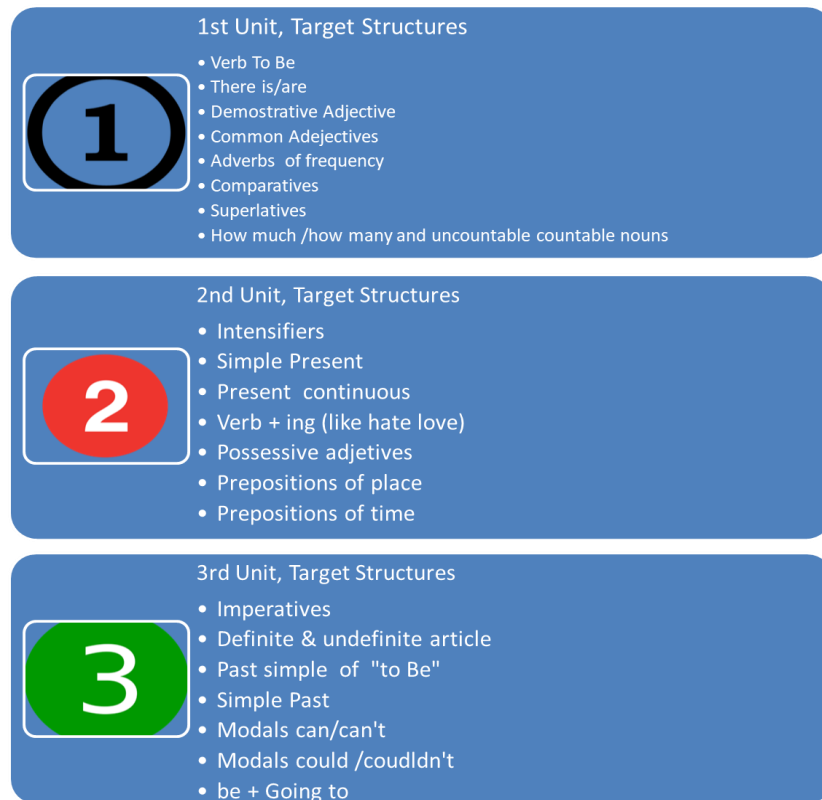 1st Unit, Target Structures
• Verb To Be
• There is/are
• Demostrative Adjective
• Common Adejectives
• Adverbs of frequency
• Comparatives
• Superlatives
• How much /how many and uncountable countable nouns
1
2nd Unit, Target Structures
• Intensifiers
• Simple Present
• Present continuous
• Verb + ing (like hate love)
• Possessive adjetives
• Prepositions of place
• Prepositions of time
2
3rd Unit, Target Structures
• Imperatives
• Definite & undefinite article
• Past simple of "to Be"
• Simple Past
• Modals can/can't
• Modals could /coudldn't
• be + Going to
3